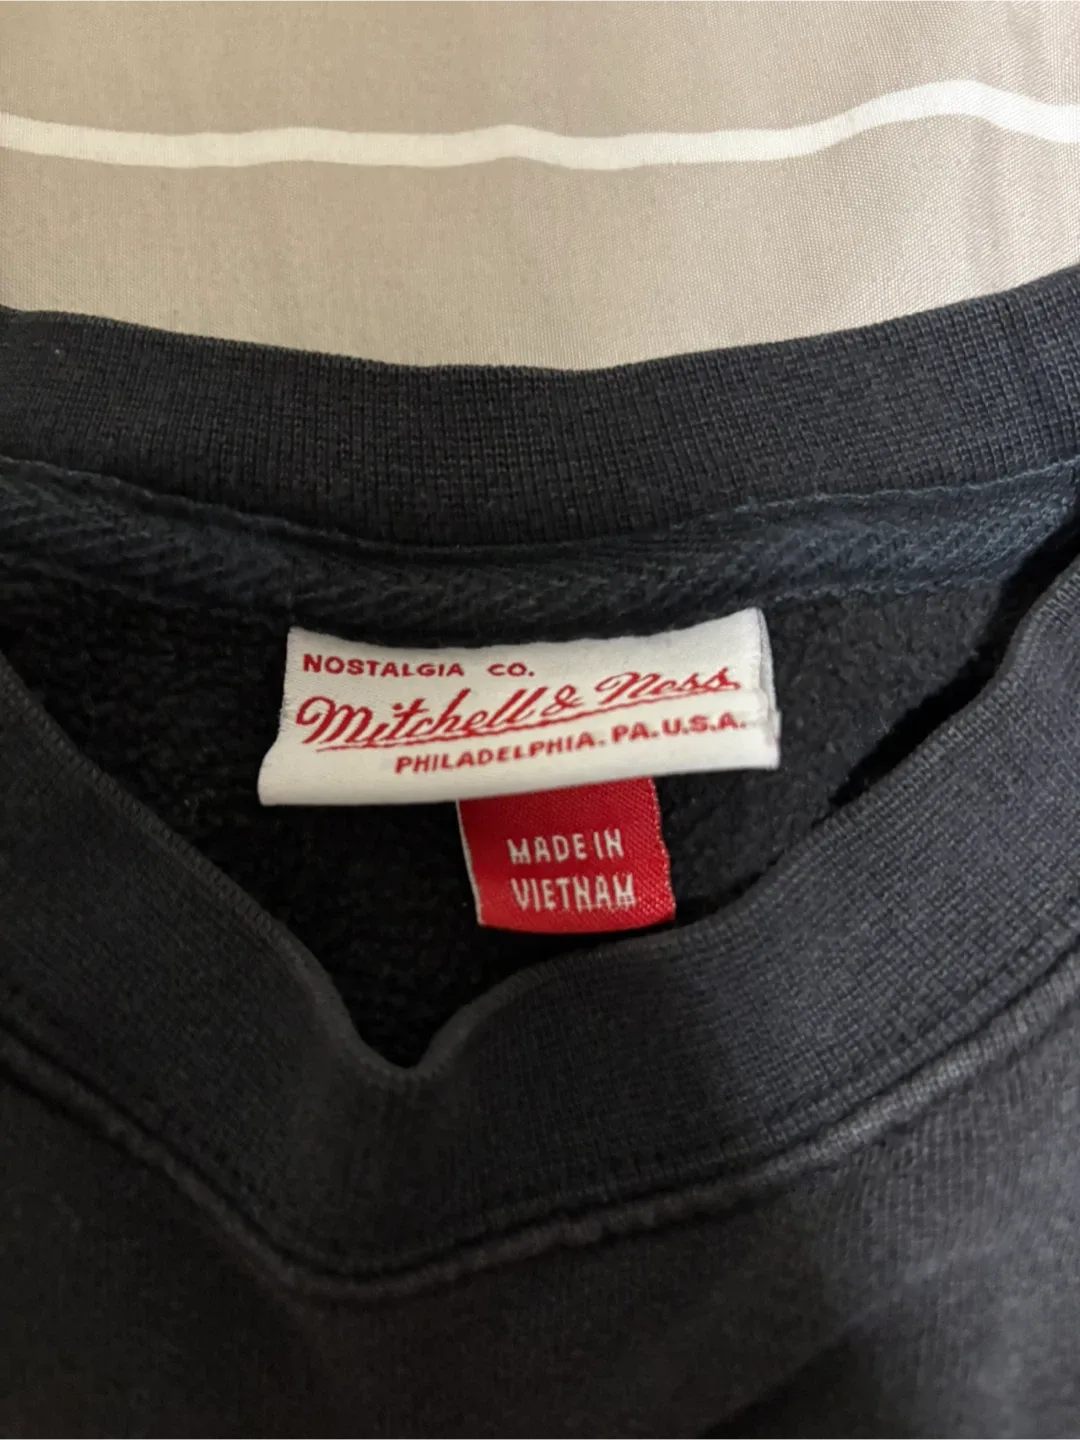 NOSTALGIA CO.
Mitchell & Ness
PHILADELPHIA. PA. U.S.A.
MADE IN
VIETNAM